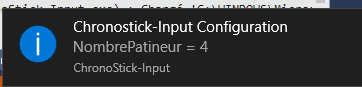 Chronostick-Input Configuration
NombrePatineur = 4
ChronoStick-Input